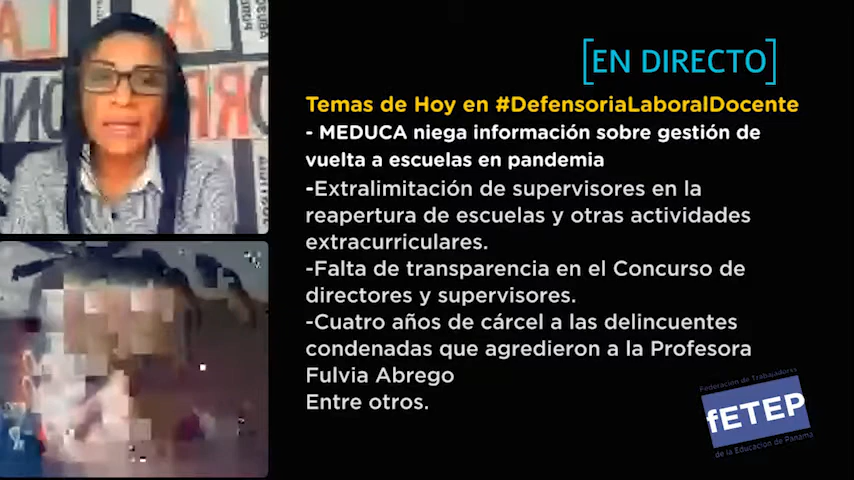 [EN DIRECTO]
Temas de Hoy en #DefensoriaLaboralDocente
- MEDUCA niega información sobre gestión de
vuelta a escuelas en pandemia
-Extralimitación de supervisores en la
reapertura de escuelas y otras actividades
extracurriculares.
-Falta de transparencia en el Concurso de
directores y supervisores.
-Cuatro años de cárcel a las delincuentes
condenadas que agredieron a la Profesora
Fulvia Abrego
Entre otros.
Federación de Trabajadores
fETEP
de la Educación de Panamá